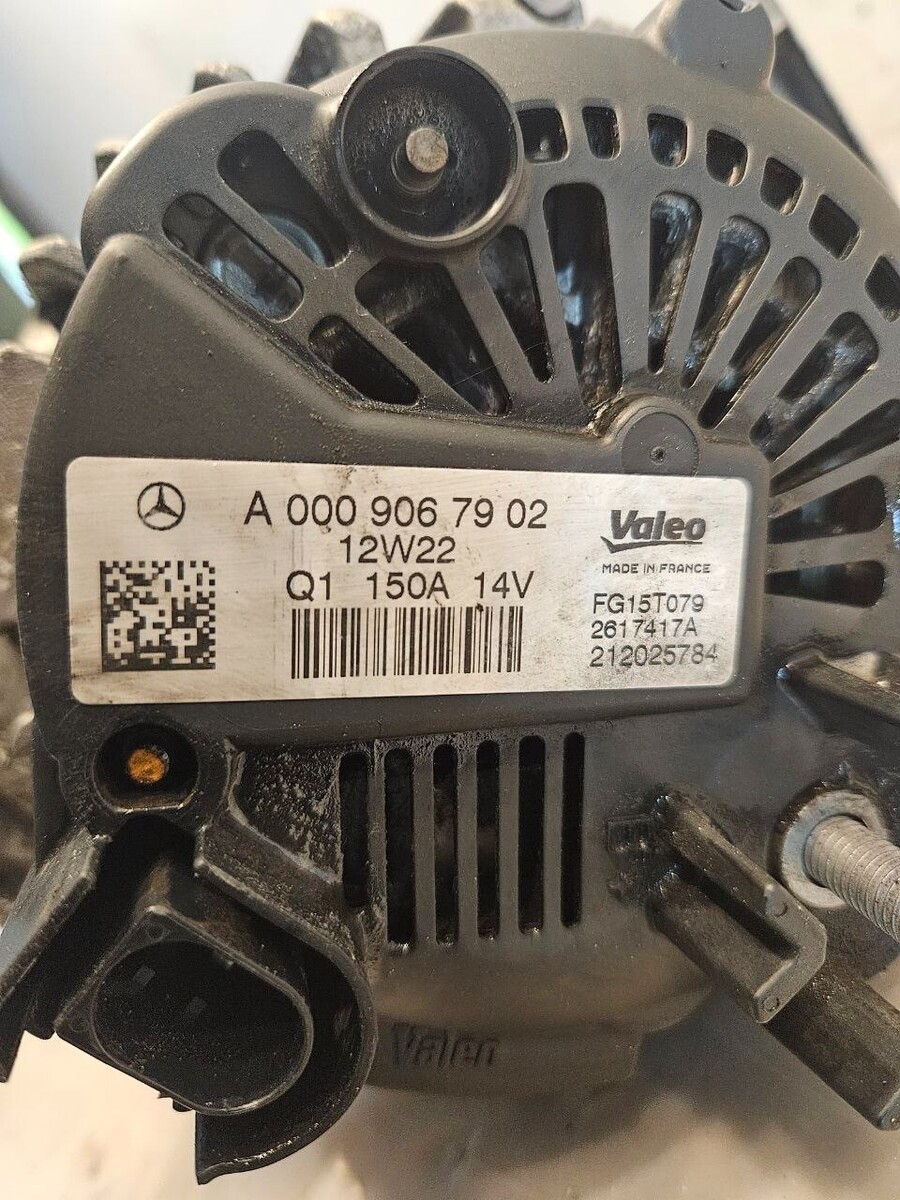 A 000 906 79 02
12W22
Q1 150A 14V
Valeo
MADE IN FRANCE
FG15T079
2617417A
212025784
Valeo